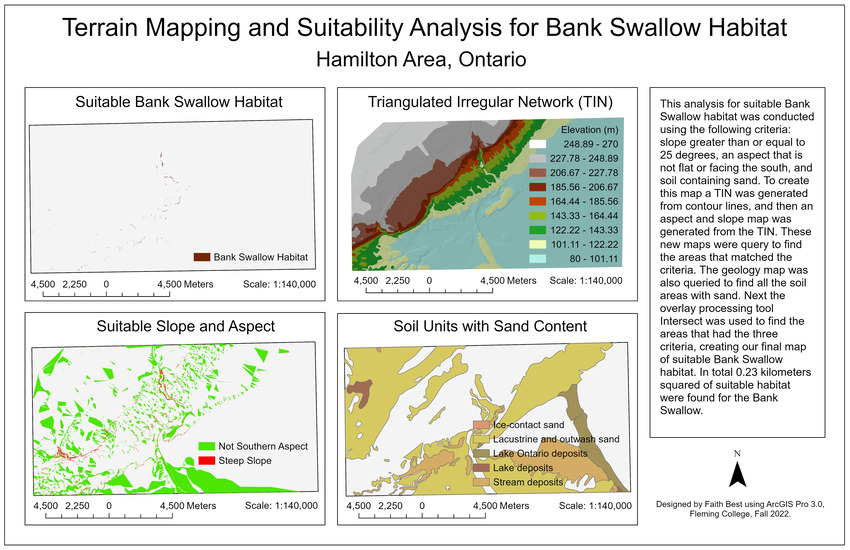 Terrain Mapping and Suitability Analysis for Bank Swallow Habitat
Hamilton Area, Ontario
Suitable Bank Swallow Habitat
Bank Swallow Habitat
4,500 2,250 0 4,500 Meters Scale: 1:140,000
Triangulated Irregular Network (TIN)
Elevation (m)
248.89 - 270
227.78 - 248.89
206.67 - 227.78
185.56 - 206.67
164.44 - 185.56
143.33 - 164.44
122.22 - 143.33
101.11 - 122.22
80 - 101.11
4,500 2,250 0 4,500 Meters Scale: 1:140,000
Suitable Slope and Aspect
Not Southern Aspect
Steep Slope
4,500 2,250 0 4,500 Meters Scale: 1:140,000
Soil Units with Sand Content
Ice-contact sand
Lacustrine and outwash sand
Lake Ontario deposits
Lake deposits
Stream deposits
4,500 2,250 0 4,500 Meters Scale: 1:140,000
This analysis for suitable Bank
Swallow habitat was conducted
using the following criteria:
slope greater than or equal to
25 degrees, an aspect that is
not flat or facing the south, and
soil containing sand. To create
this map a TIN was generated
from contour lines, and then an
aspect and slope map was
generated from the TIN. These
new maps were query to find
the areas that matched the
criteria. The geology map was
also queried to find all the soil
areas with sand. Next the
overlay processing tool
Intersect was used to find the
areas that had the three
criteria, creating our final map
of suitable Bank Swallow
habitat. In total 0.23 kilometers
squared of suitable habitat
were found for the Bank
Swallow.
N
Designed by Faith Best using ArcGIS Pro 3.0,
Fleming College, Fall 2022.